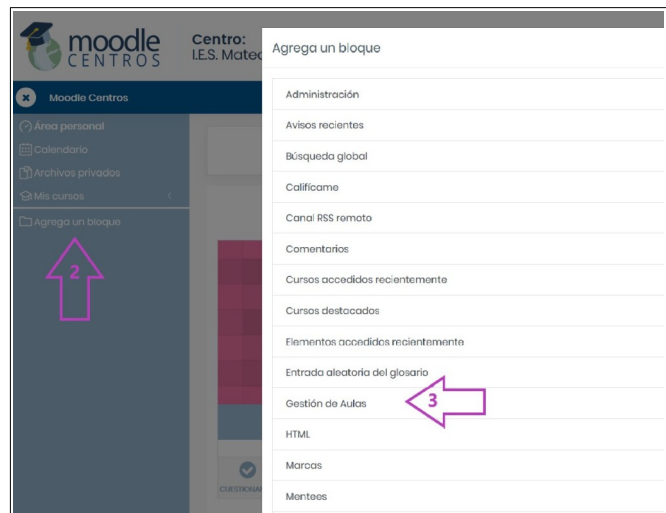 moodle
CENTROS
Centro:
I.E.S. Mateo
Agrega un bloque
Moodle Centros
Área personal
Calendario
Archivos privados
Mis cursos
Agrega un bloque
2
Administración
Avisos recientes
Búsqueda global
Califícame
Canal RSS remoto
Comentarios
Cursos accedidos recientemente
Cursos destacados
Elementos accedidos recientemente
Entrada aleatoria del glosario
Gestión de Aulas
3
HTML
Marcas
Mentees